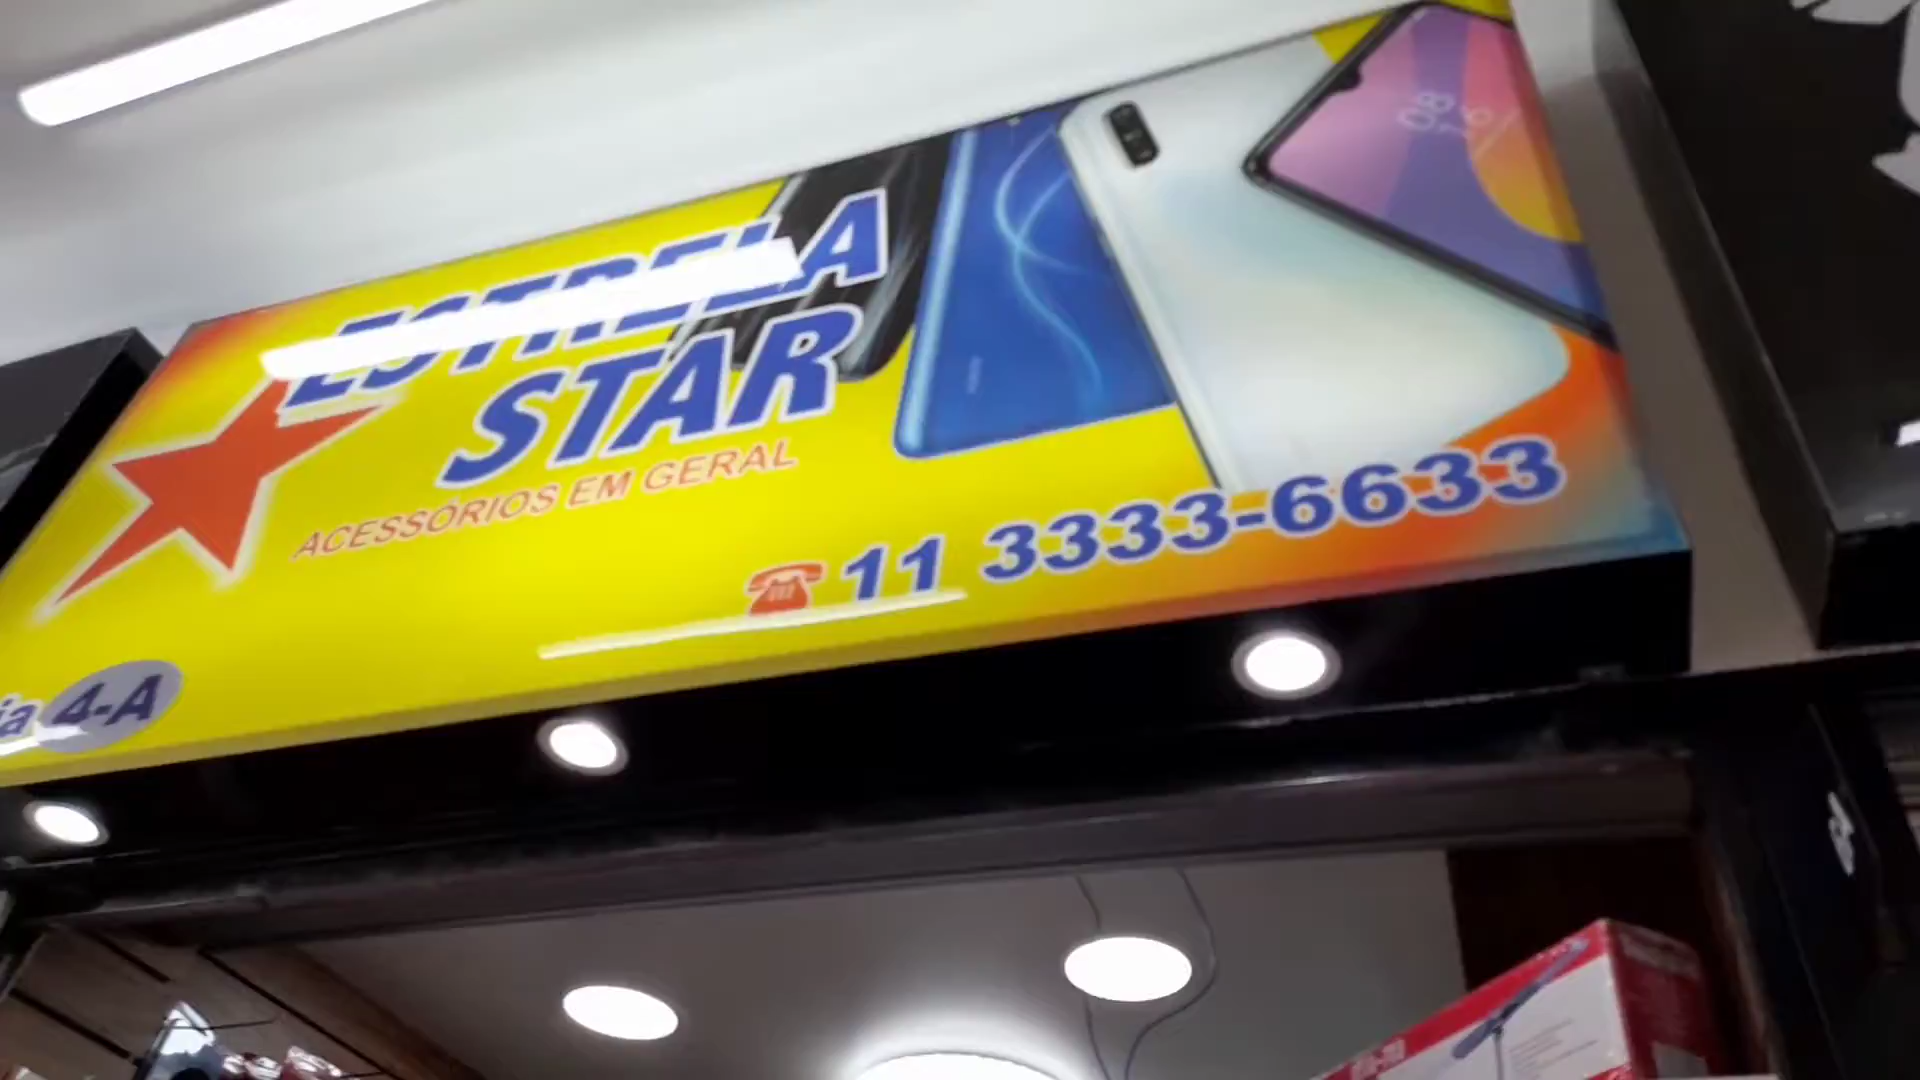 ESTRELA
STAR
ACESSÓRIOS EM GERAL
11 3333-6633
4-A